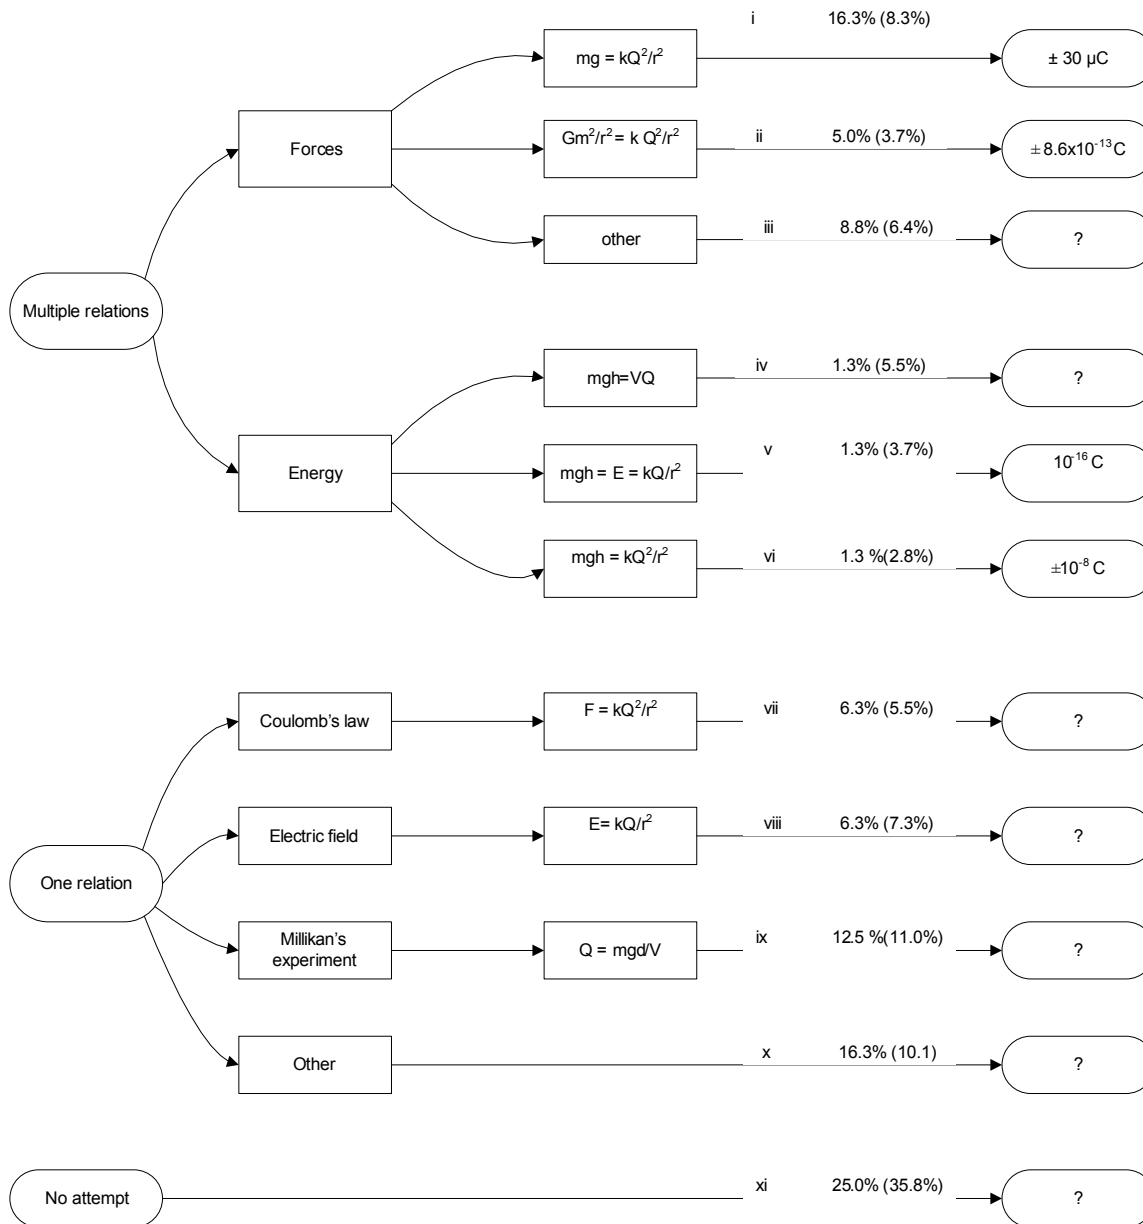 i 16.3% (8.3%)
mg = kQ²/r²
± 30 µC
Forces
Gm²/r² = k Q²/r²
ii 5.0% (3.7%)
± 8.6x10⁻¹³ C
other
iii 8.8% (6.4%)
?
Multiple relations
mgh=VQ
iv 1.3% (5.5%)
?
Energy
mgh = E = kQ/r²
v 1.3% (3.7%)
10⁻¹⁶ C
mgh = kQ²/r²
vi 1.3 %(2.8%)
±10⁻⁸ C
Coulomb's law
F = kQ²/r²
vii 6.3% (5.5%)
?
Electric field
E= kQ/r²
viii 6.3% (7.3%)
?
One relation
Millikan's
experiment
Q = mgd/V
ix 12.5 %(11.0%)
?
Other
x 16.3% (10.1)
?
No attempt
xi 25.0% (35.8%)
?